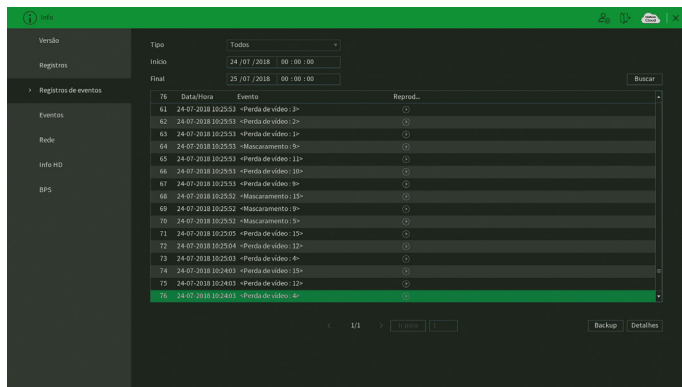 Info
Versão
Registros
Registros de eventos
Eventos
Rede
Info HD
BPS
Tipo Todos
Início 24 /07 /2018 00 : 00 : 00
Final 25 /07 /2018 00 : 00 : 00
Buscar
76 Data/Hora Evento Reprod...
61 24-07-2018 10:25:53 <Perda de vídeo : 3>
62 24-07-2018 10:25:53 <Perda de vídeo : 2>
63 24-07-2018 10:25:53 <Perda de vídeo : 1>
64 24-07-2018 10:25:53 <Mascaramento : 9>
65 24-07-2018 10:25:53 <Perda de vídeo : 11>
66 24-07-2018 10:25:53 <Perda de vídeo : 10>
67 24-07-2018 10:25:53 <Perda de vídeo : 9>
68 24-07-2018 10:25:52 <Mascaramento : 15>
69 24-07-2018 10:25:52 <Mascaramento : 9>
70 24-07-2018 10:25:52 <Mascaramento : 5>
71 24-07-2018 10:25:05 <Perda de vídeo : 15>
72 24-07-2018 10:25:04 <Perda de vídeo : 12>
73 24-07-2018 10:25:03 <Perda de vídeo : 4>
74 24-07-2018 10:24:03 <Perda de vídeo : 15>
75 24-07-2018 10:24:03 <Perda de vídeo : 12>
76 24-07-2018 10:24:03 <Perda de vídeo : 4>
1/1 1
Backup Detalhes